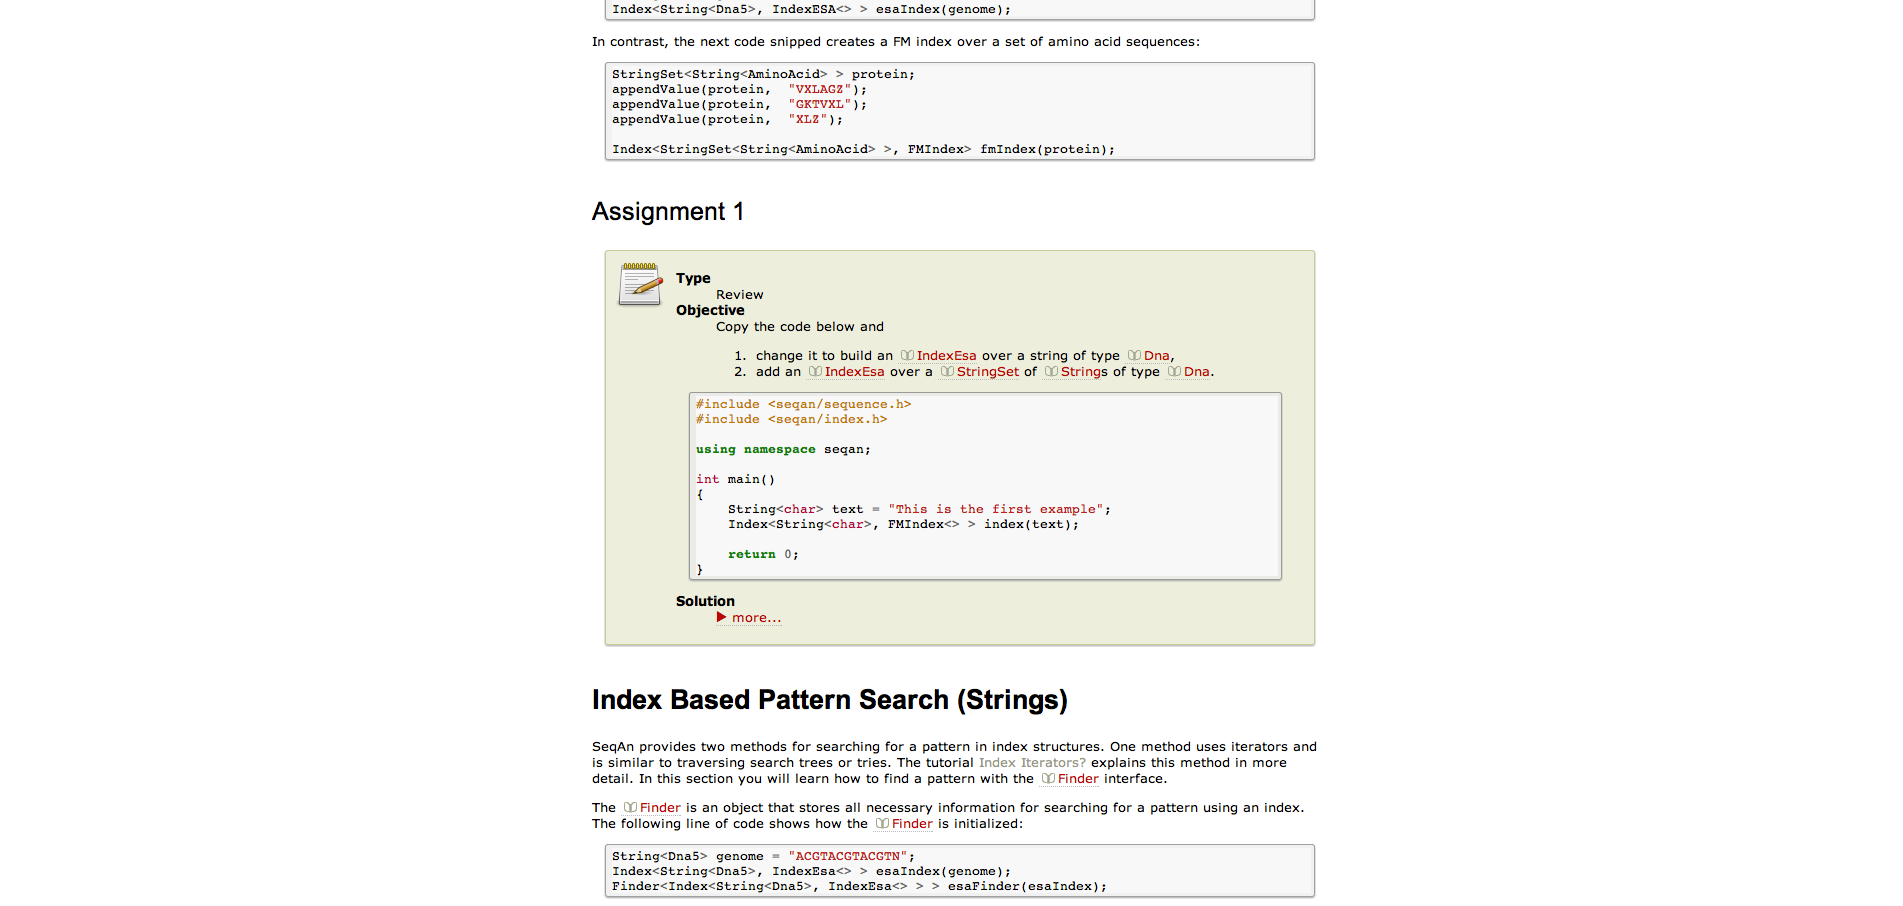 Index<String<Dna5>, IndexESA<> > esaIndex(genome);
In contrast, the next code snipped creates a FM index over a set of amino acid sequences:
StringSet<String<AminoAcid> > protein;
appendValue(protein,  "VXLAGZ");
appendValue(protein,  "GKTVXL");
appendValue(protein,  "XLZ");
Index<StringSet<String<AminoAcid> >, FMIndex> fmIndex(protein);
Assignment 1
Type
Review
Objective
Copy the code below and
1. change it to build an IndexEsa over a string of type Dna,
2. add an IndexEsa over a StringSet of Strings of type Dna.
#include <seqan/sequence.h>
#include <seqan/index.h>
using namespace seqan;
int main()
{
    String<char> text = "This is the first example";
    Index<String<char>, FMIndex<> > index(text);
    return 0;
}
Solution
▶ more...
Index Based Pattern Search (Strings)
SeqAn provides two methods for searching for a pattern in index structures. One method uses iterators and
is similar to traversing search trees or tries. The tutorial Index Iterators? explains this method in more
detail. In this section you will learn how to find a pattern with the Finder interface.
The Finder is an object that stores all necessary information for searching for a pattern using an index.
The following line of code shows how the Finder is initialized:
String<Dna5> genome = "ACGTACGTACGTN";
Index<String<Dna5>, IndexEsa<> > esaIndex(genome);
Finder<Index<String<Dna5>, IndexEsa<> > > esaFinder(esaIndex);